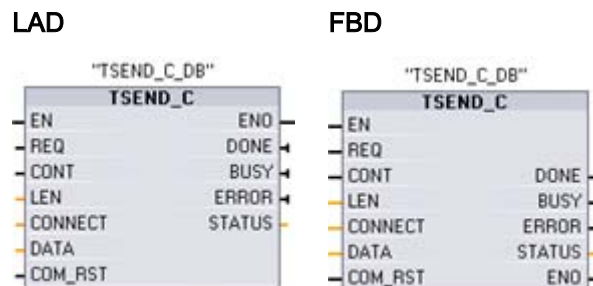 LAD FBD
"TSEND_C_DB" "TSEND_C_DB"
TSEND_C TSEND_C
EN ENO EN
REQ DONE REQ
CONT BUSY CONT DONE
LEN ERROR LEN BUSY
CONNECT STATUS CONNECT ERROR
DATA DATA STATUS
COM_RST COM_RST ENO